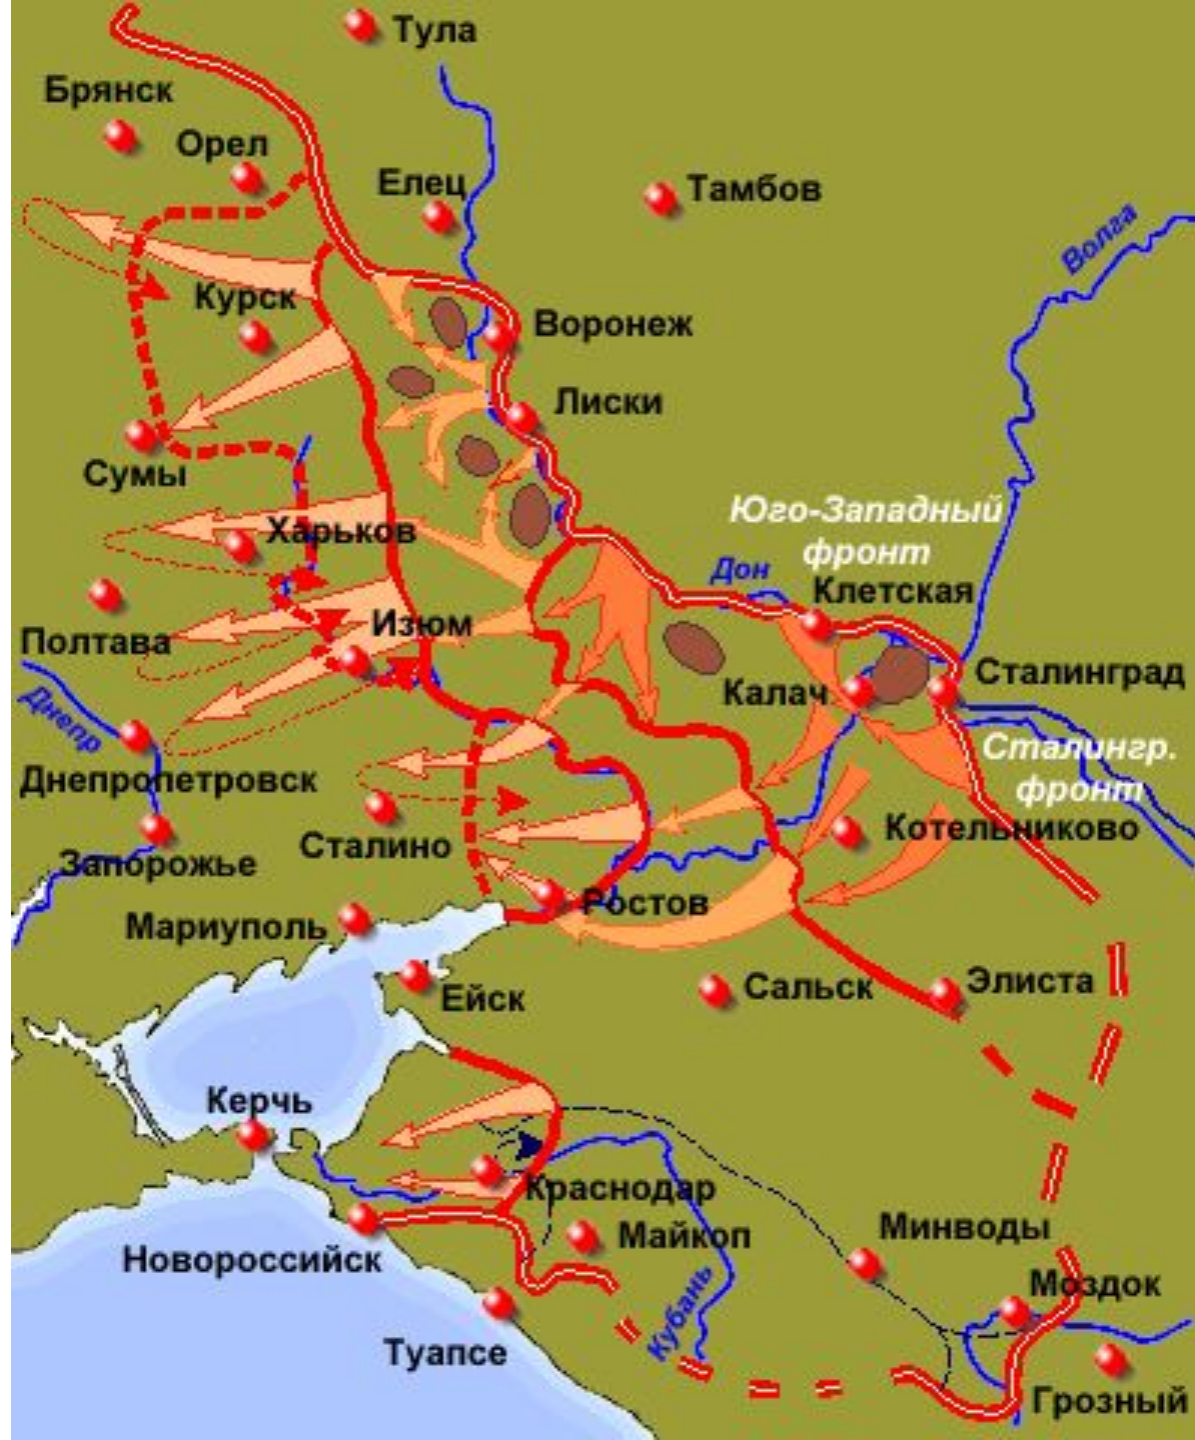 Тула
Брянск
Орел
Елец
Тамбов
Волга
Курск
Воронеж
Лиски
Сумы
Юго-Западный
фронт
Харьков
Дон
Клетская
Изюм
Полтава
Сталинград
Калач
Днепр
Сталингр.
фронт
Днепропетровск
Котельниково
Сталино
Запорожье
Ростов
Мариуполь
Сальск
Элиста
Ейск
Керчь
Краснодар
Майкоп
Минводы
Новороссийск
Моздок
Кубань
Туапсе
Грозный